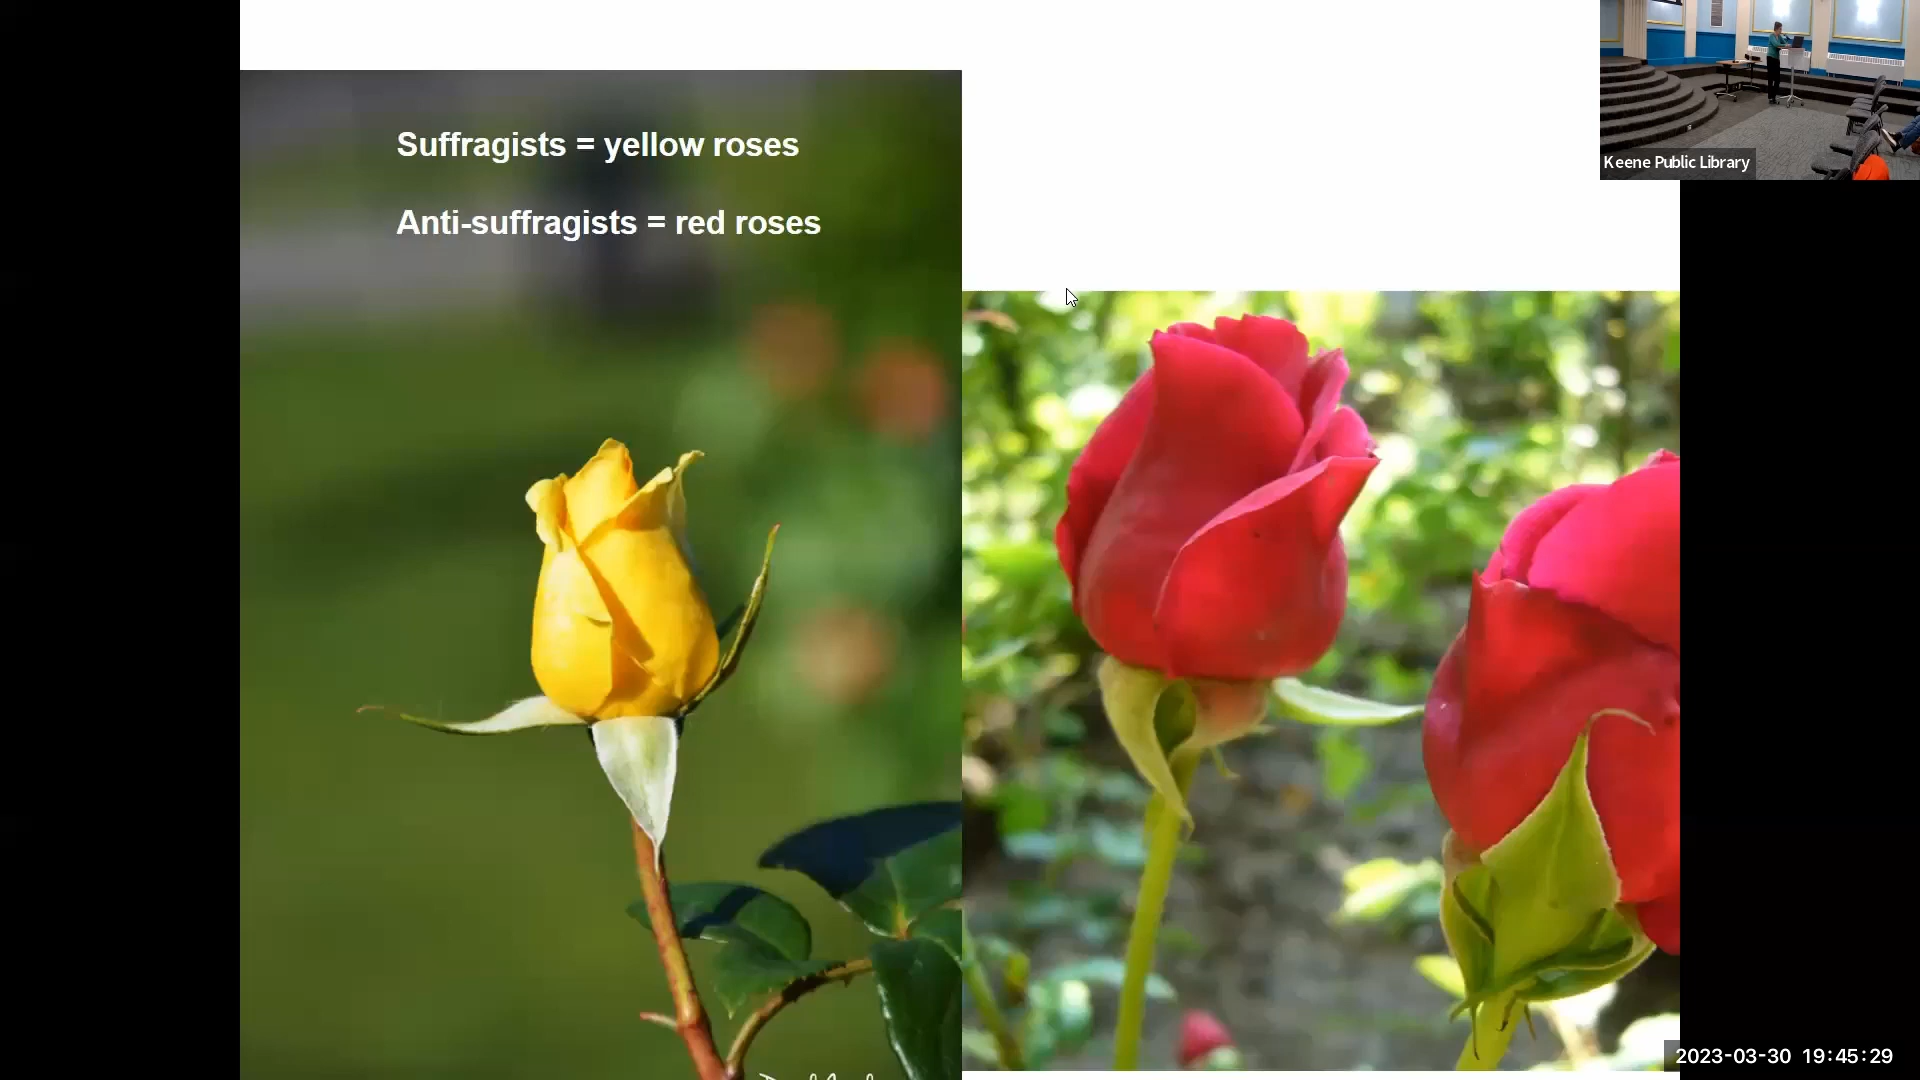 Suffragists = yellow roses
Anti-suffragists = red roses
Keene Public Library
2023-03-30 19:45:29